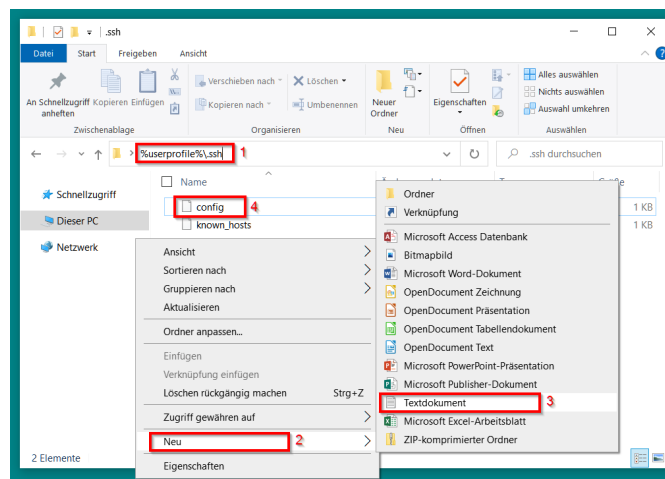 .ssh
Datei Start Freigeben Ansicht
An Schnellzugriff anheften
Kopieren
Einfügen
Verschieben nach
Kopieren nach
Löschen
Umbenennen
Neuer Ordner
Eigenschaften
Alles auswählen
Nichts auswählen
Auswahl umkehren
Zwischenablage Organisieren Neu Öffnen Auswählen
%userprofile%\.ssh 1
.ssh durchsuchen
Name
Schnellzugriff
Dieser PC
Netzwerk
config 4
1 KB
known_hosts
1 KB
Ansicht
Sortieren nach
Gruppieren nach
Aktualisieren
Ordner anpassen...
Einfügen
Verknüpfung einfügen
Löschen rückgängig machen Strg+Z
Zugriff gewähren auf
Neu 2
Eigenschaften
Ordner
Verknüpfung
Microsoft Access Datenbank
Bitmapbild
Microsoft Word-Dokument
OpenDocument Zeichnung
OpenDocument Präsentation
OpenDocument Tabellendokument
OpenDocument Text
Microsoft PowerPoint-Präsentation
Microsoft Publisher-Dokument
Textdokument 3
Microsoft Excel-Arbeitsblatt
ZIP-komprimierter Ordner
2 Elemente